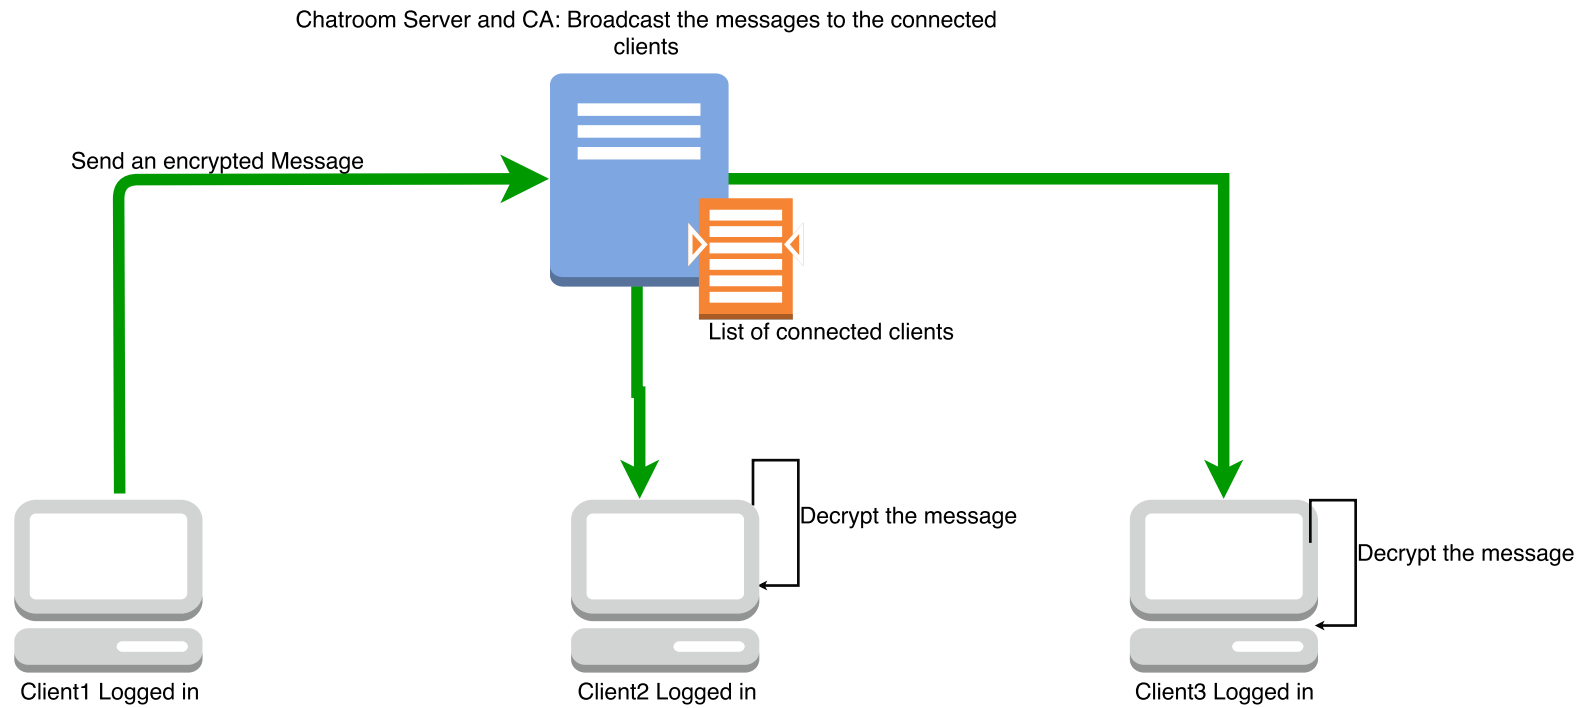 Chatroom Server and CA: Broadcast the messages to the connected
clients
Send an encrypted Message
List of connected clients
Decrypt the message
Decrypt the message
Client1 Logged in
Client2 Logged in
Client3 Logged in